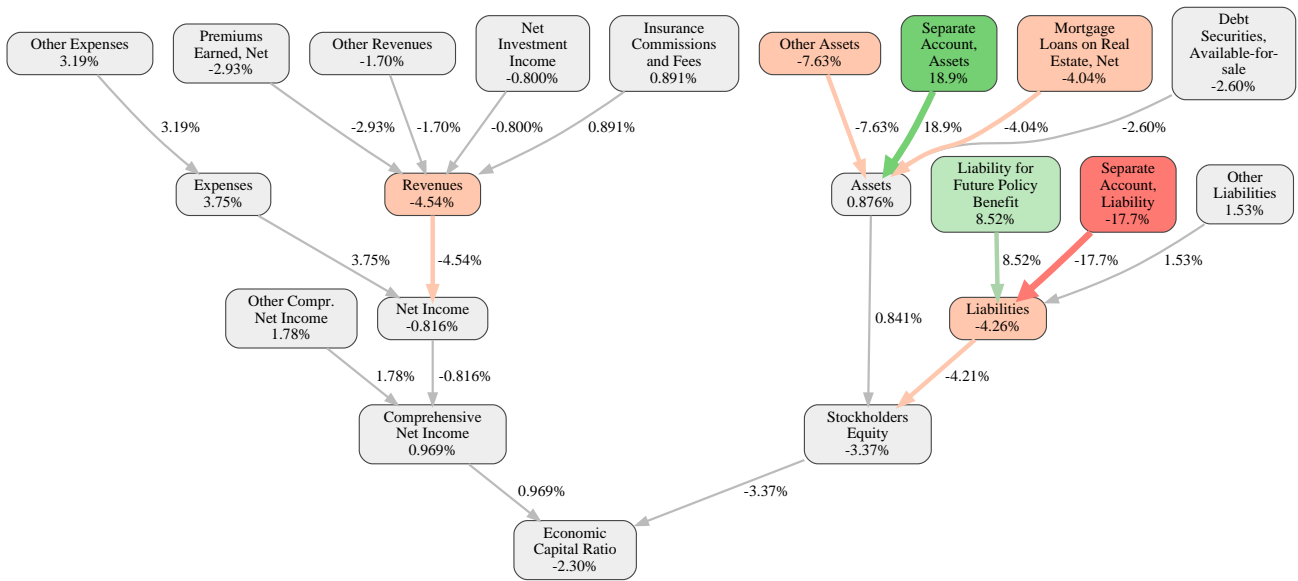 Other Expenses
3.19%
Premiums
Earned, Net
-2.93%
Other Revenues
-1.70%
Net
Investment
Income
-0.800%
Insurance
Commissions
and Fees
0.891%
Other Assets
-7.63%
Separate
Account,
Assets
18.9%
Mortgage
Loans on Real
Estate, Net
-4.04%
Debt
Securities,
Available-for-
sale
-2.60%
3.19%
-2.93%
-1.70%
-0.800%
0.891%
-7.63%
18.9%
-4.04%
-2.60%
Expenses
3.75%
Revenues
-4.54%
Assets
0.876%
Liability for
Future Policy
Benefit
8.52%
Separate
Account,
Liability
-17.7%
Other
Liabilities
1.53%
3.75%
-4.54%
8.52%
-17.7%
1.53%
Other Compr.
Net Income
1.78%
Net Income
-0.816%
0.841%
Liabilities
-4.26%
1.78%
-0.816%
-4.21%
Comprehensive
Net Income
0.969%
Stockholders
Equity
-3.37%
0.969%
-3.37%
Economic
Capital Ratio
-2.30%